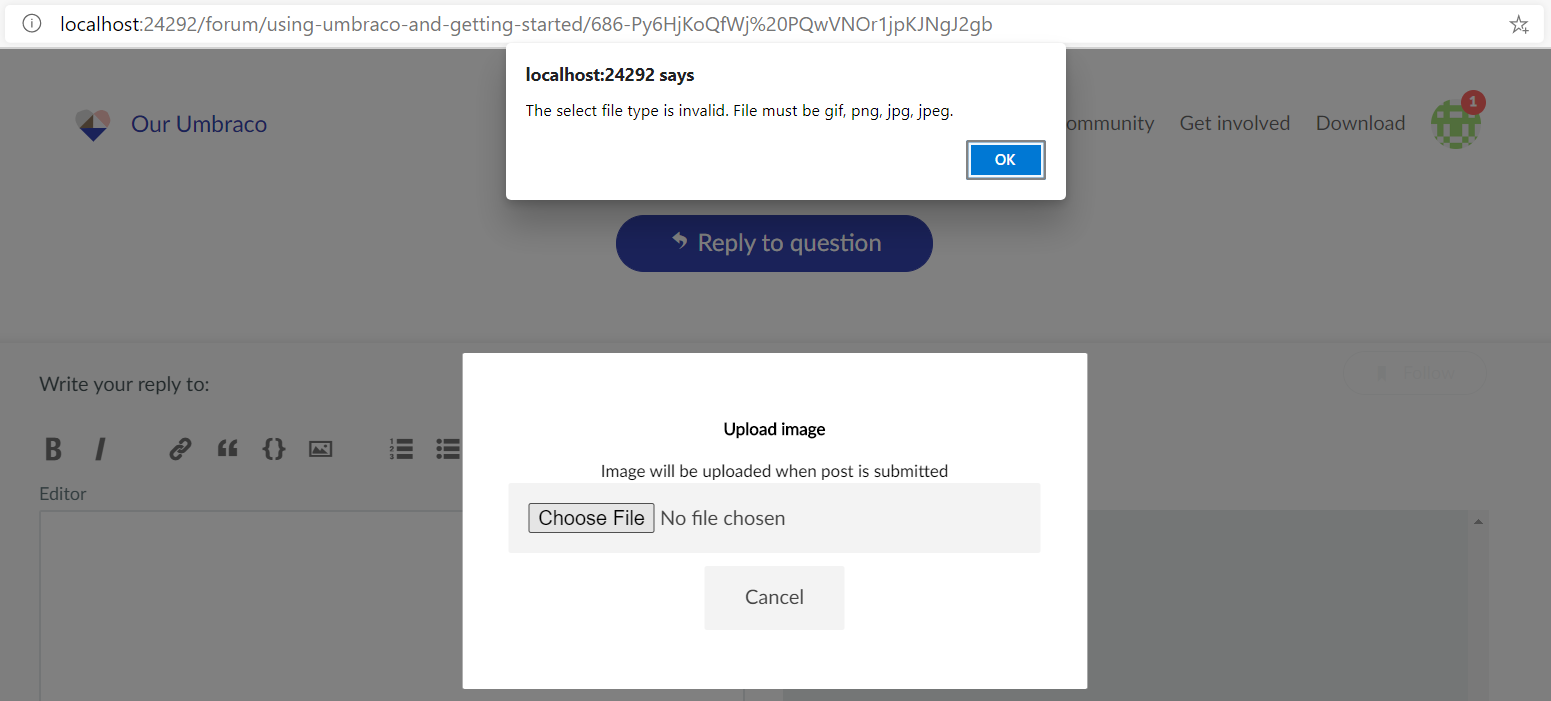 localhost:24292/forum/using-umbraco-and-getting-started/686-Py6HjKoQfWj%20PQwVNOr1jpKJNgJ2gb
localhost:24292 says
The select file type is invalid. File must be gif, png, jpg, jpeg.
OK
Our Umbraco
ommunity Get involved Download 1
Reply to question
Write your reply to:
Follow
Upload image
B I
Image will be uploaded when post is submitted
Editor
Choose File No file chosen
Cancel